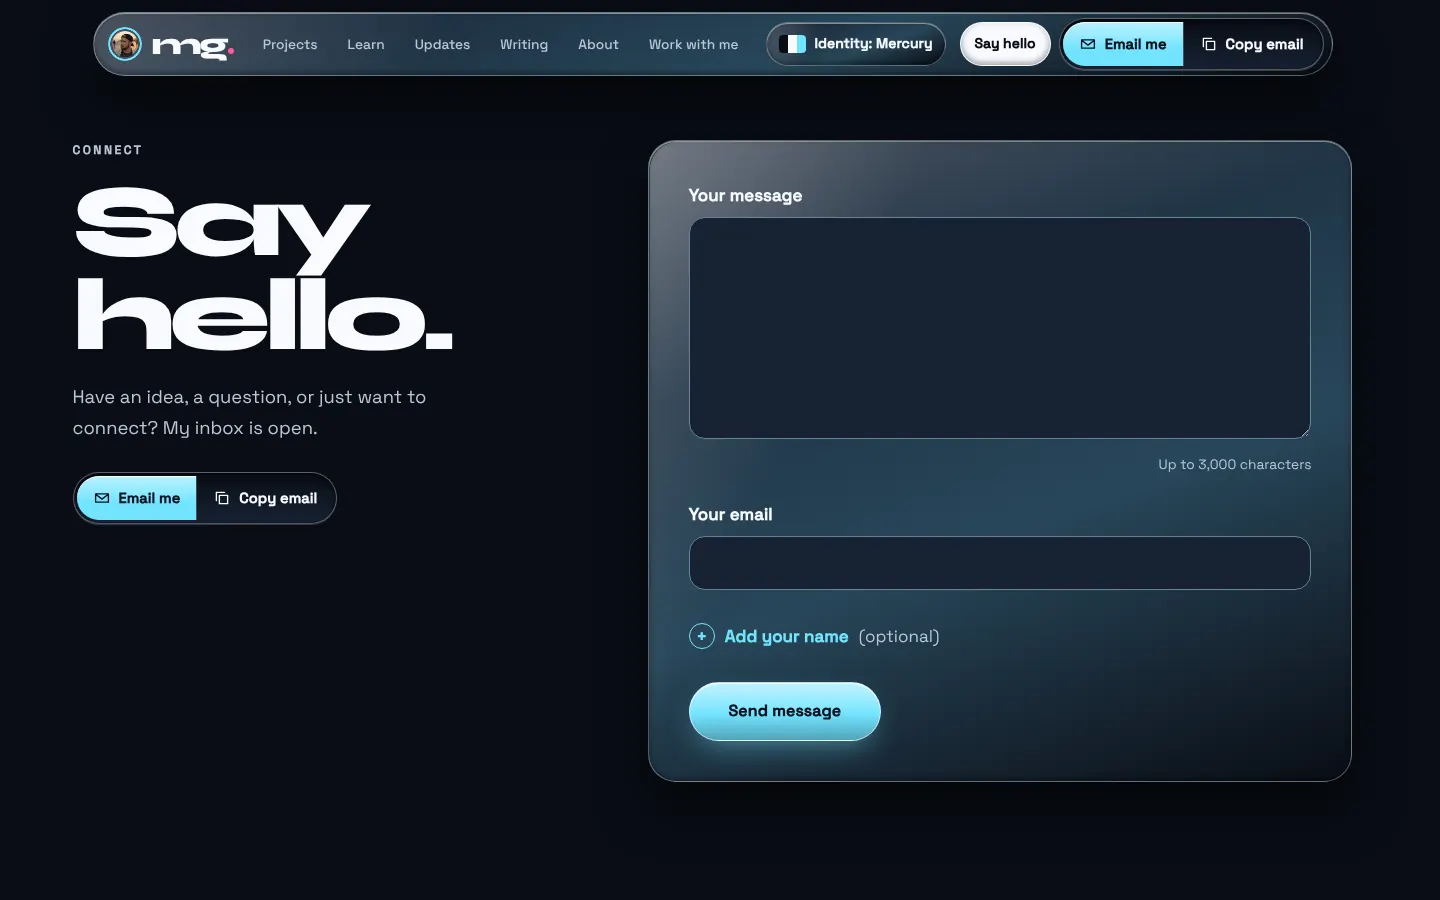 mg.
Projects
Learn
Updates
Writing
About
Work with me
Identity: Mercury
Say hello
Email me
Copy email
CONNECT
Say
hello.
Have an idea, a question, or just want to
connect? My inbox is open.
Email me
Copy email
Your message
Up to 3,000 characters
Your email
+ Add your name (optional)
Send message